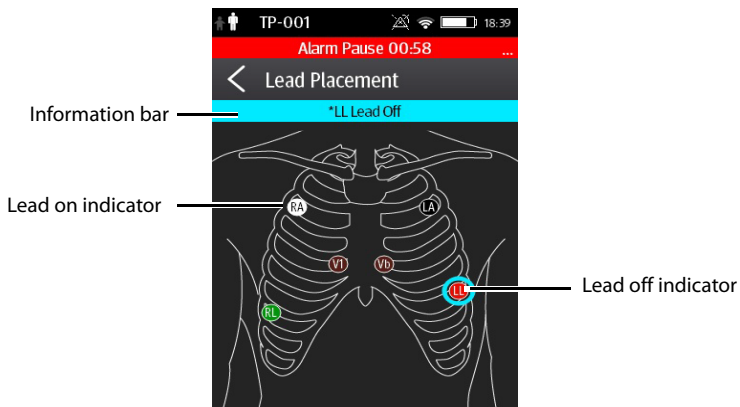 TP-001 18:39
Alarm Pause 00:58 ...
Lead Placement
Information bar
*LL Lead Off
Lead on indicator
RA LA
V1 Vb
LL
Lead off indicator
RL